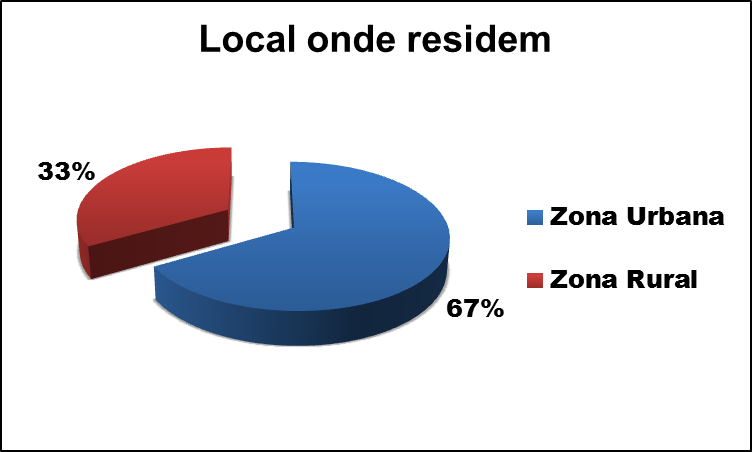 Local onde residem
33%
Zona Urbana
Zona Rural
67%